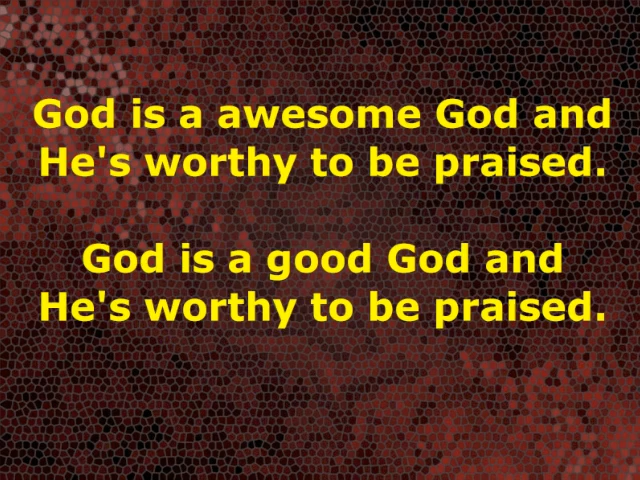 God is a awesome God and
He's worthy to be praised.
God is a good God and
He's worthy to be praised.